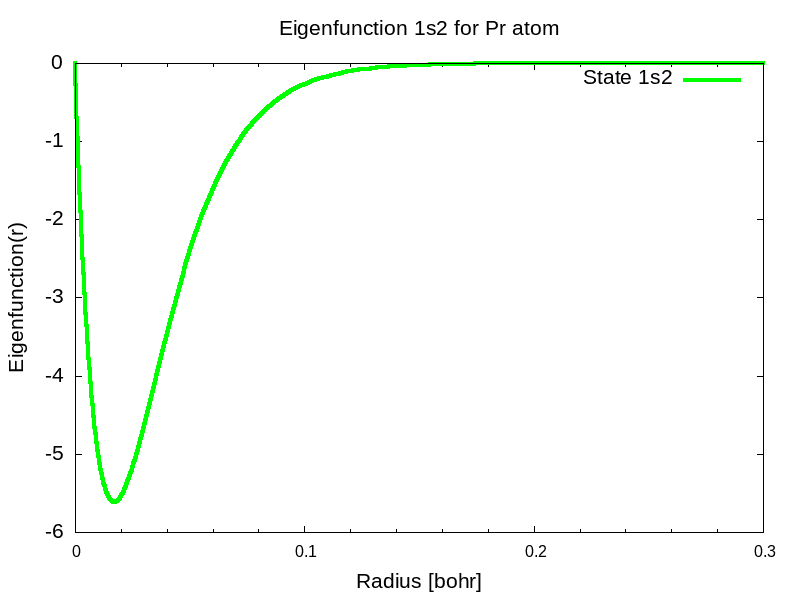 Eigenfunction 1s2 for Pr atom
State 1s2
0
-1
-2
-3
-4
-5
-6
Eigenfunction(r)
0 0.1 0.2 0.3
Radius [bohr]